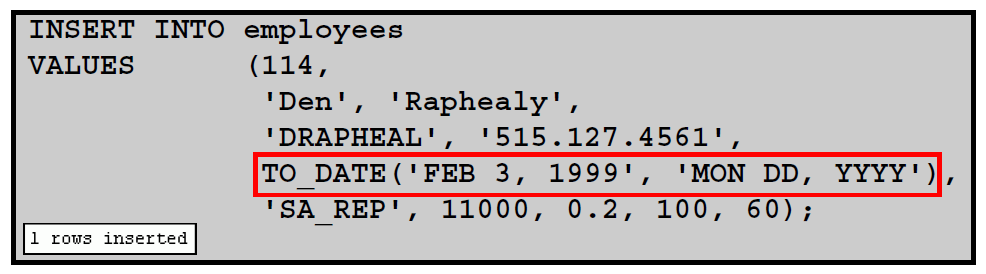 INSERT INTO employees
VALUES (114,
'Den', 'Raphealy',
'DRAPHEAL', '515.127.4561',
TO_DATE('FEB 3, 1999', 'MON DD, YYYY'),
'SA_REP', 11000, 0.2, 100, 60);
1 rows inserted